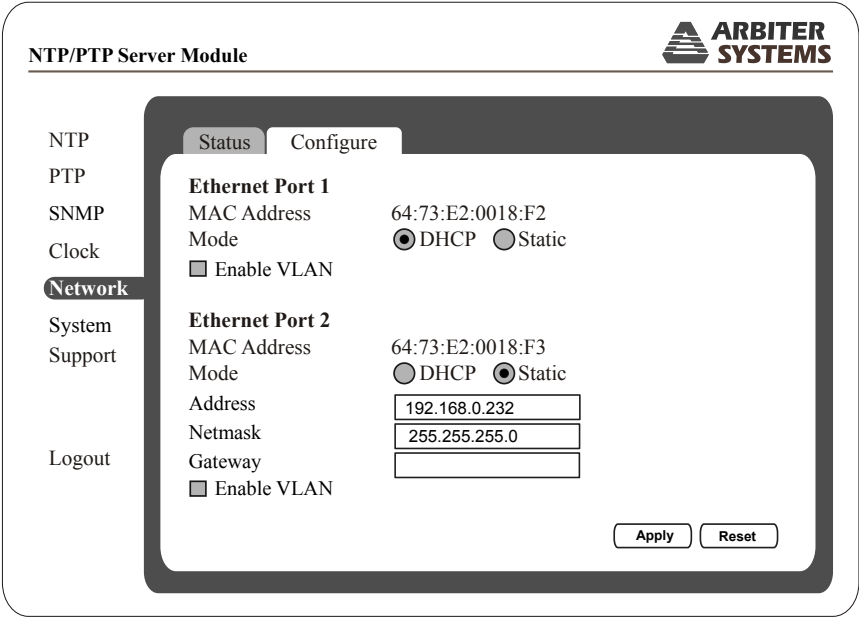 NTP/PTP Server Module
ARBITER
SYSTEMS
NTP
PTP
SNMP
Clock
Network
System
Support
Logout
Status
Configure
Ethernet Port 1
MAC Address 64:73:E2:0018:F2
Mode DHCP Static
Enable VLAN
Ethernet Port 2
MAC Address 64:73:E2:0018:F3
Mode DHCP Static
Address 192.168.0.232
Netmask 255.255.255.0
Gateway
Enable VLAN
Apply Reset